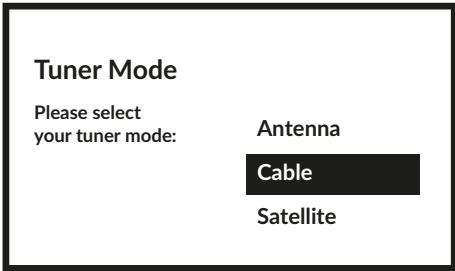 Tuner Mode
Please select
your tuner mode:
Antenna
Cable
Satellite